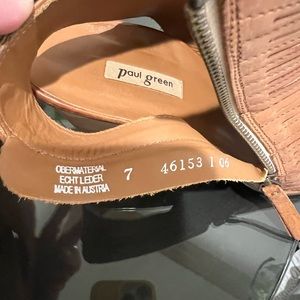 paul green
OBERMATERIAL
ECHT LEDER
MADE IN AUSTRIA
7
46153 1 06